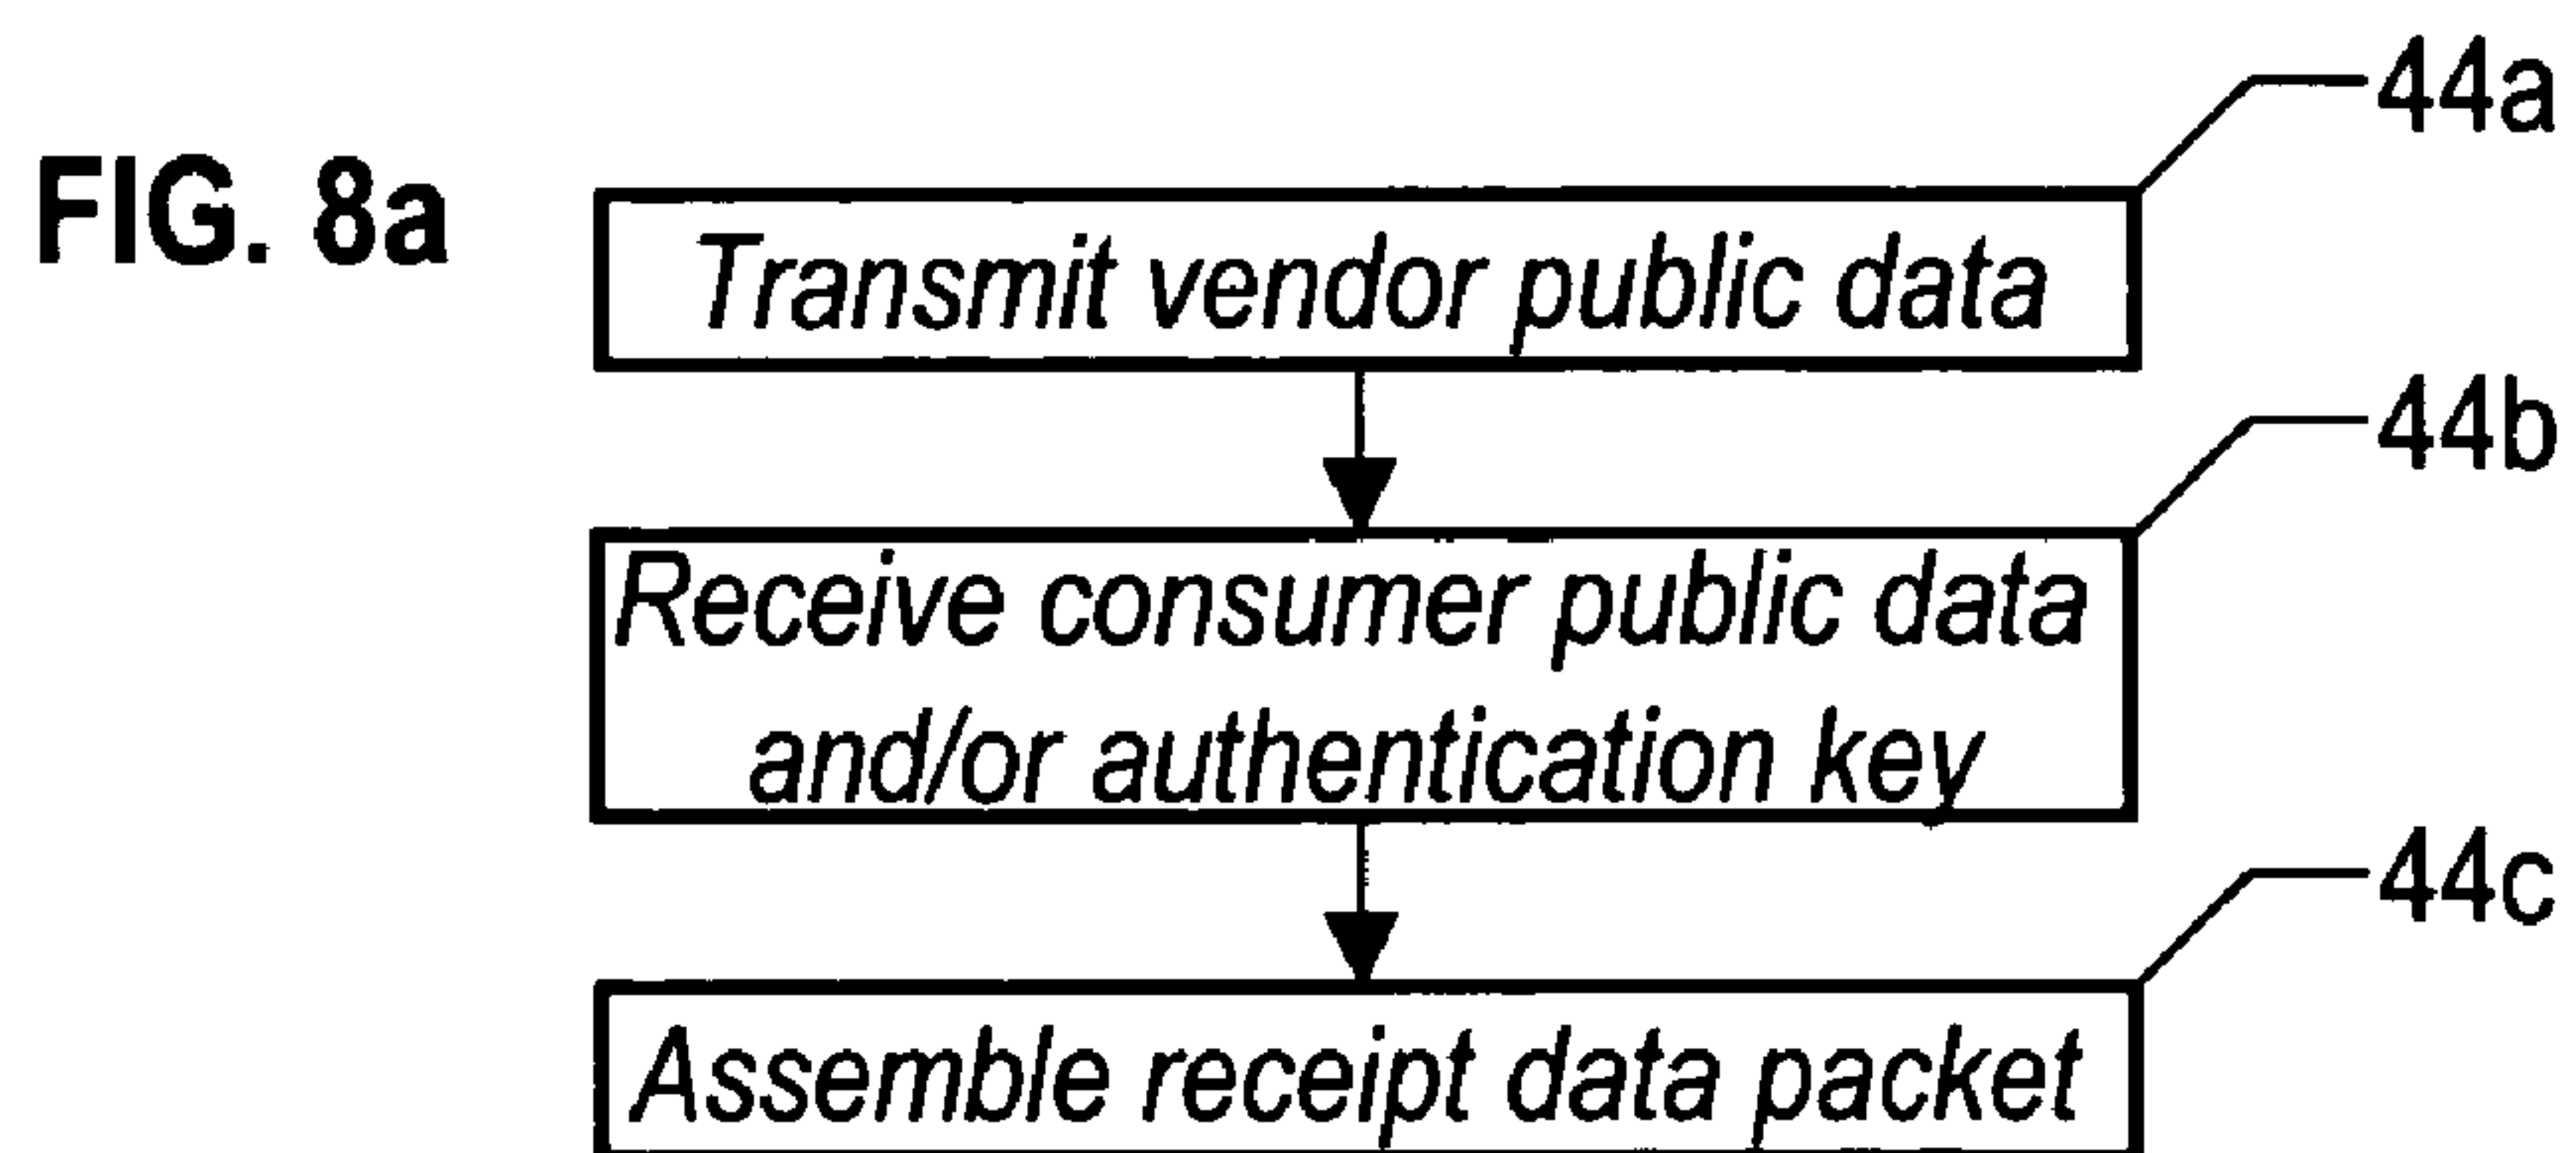 44a
FIG. 8a
Transmit vendor public data
44b
Receive consumer public data
and/or authentication key
44c
Assemble receipt data packet